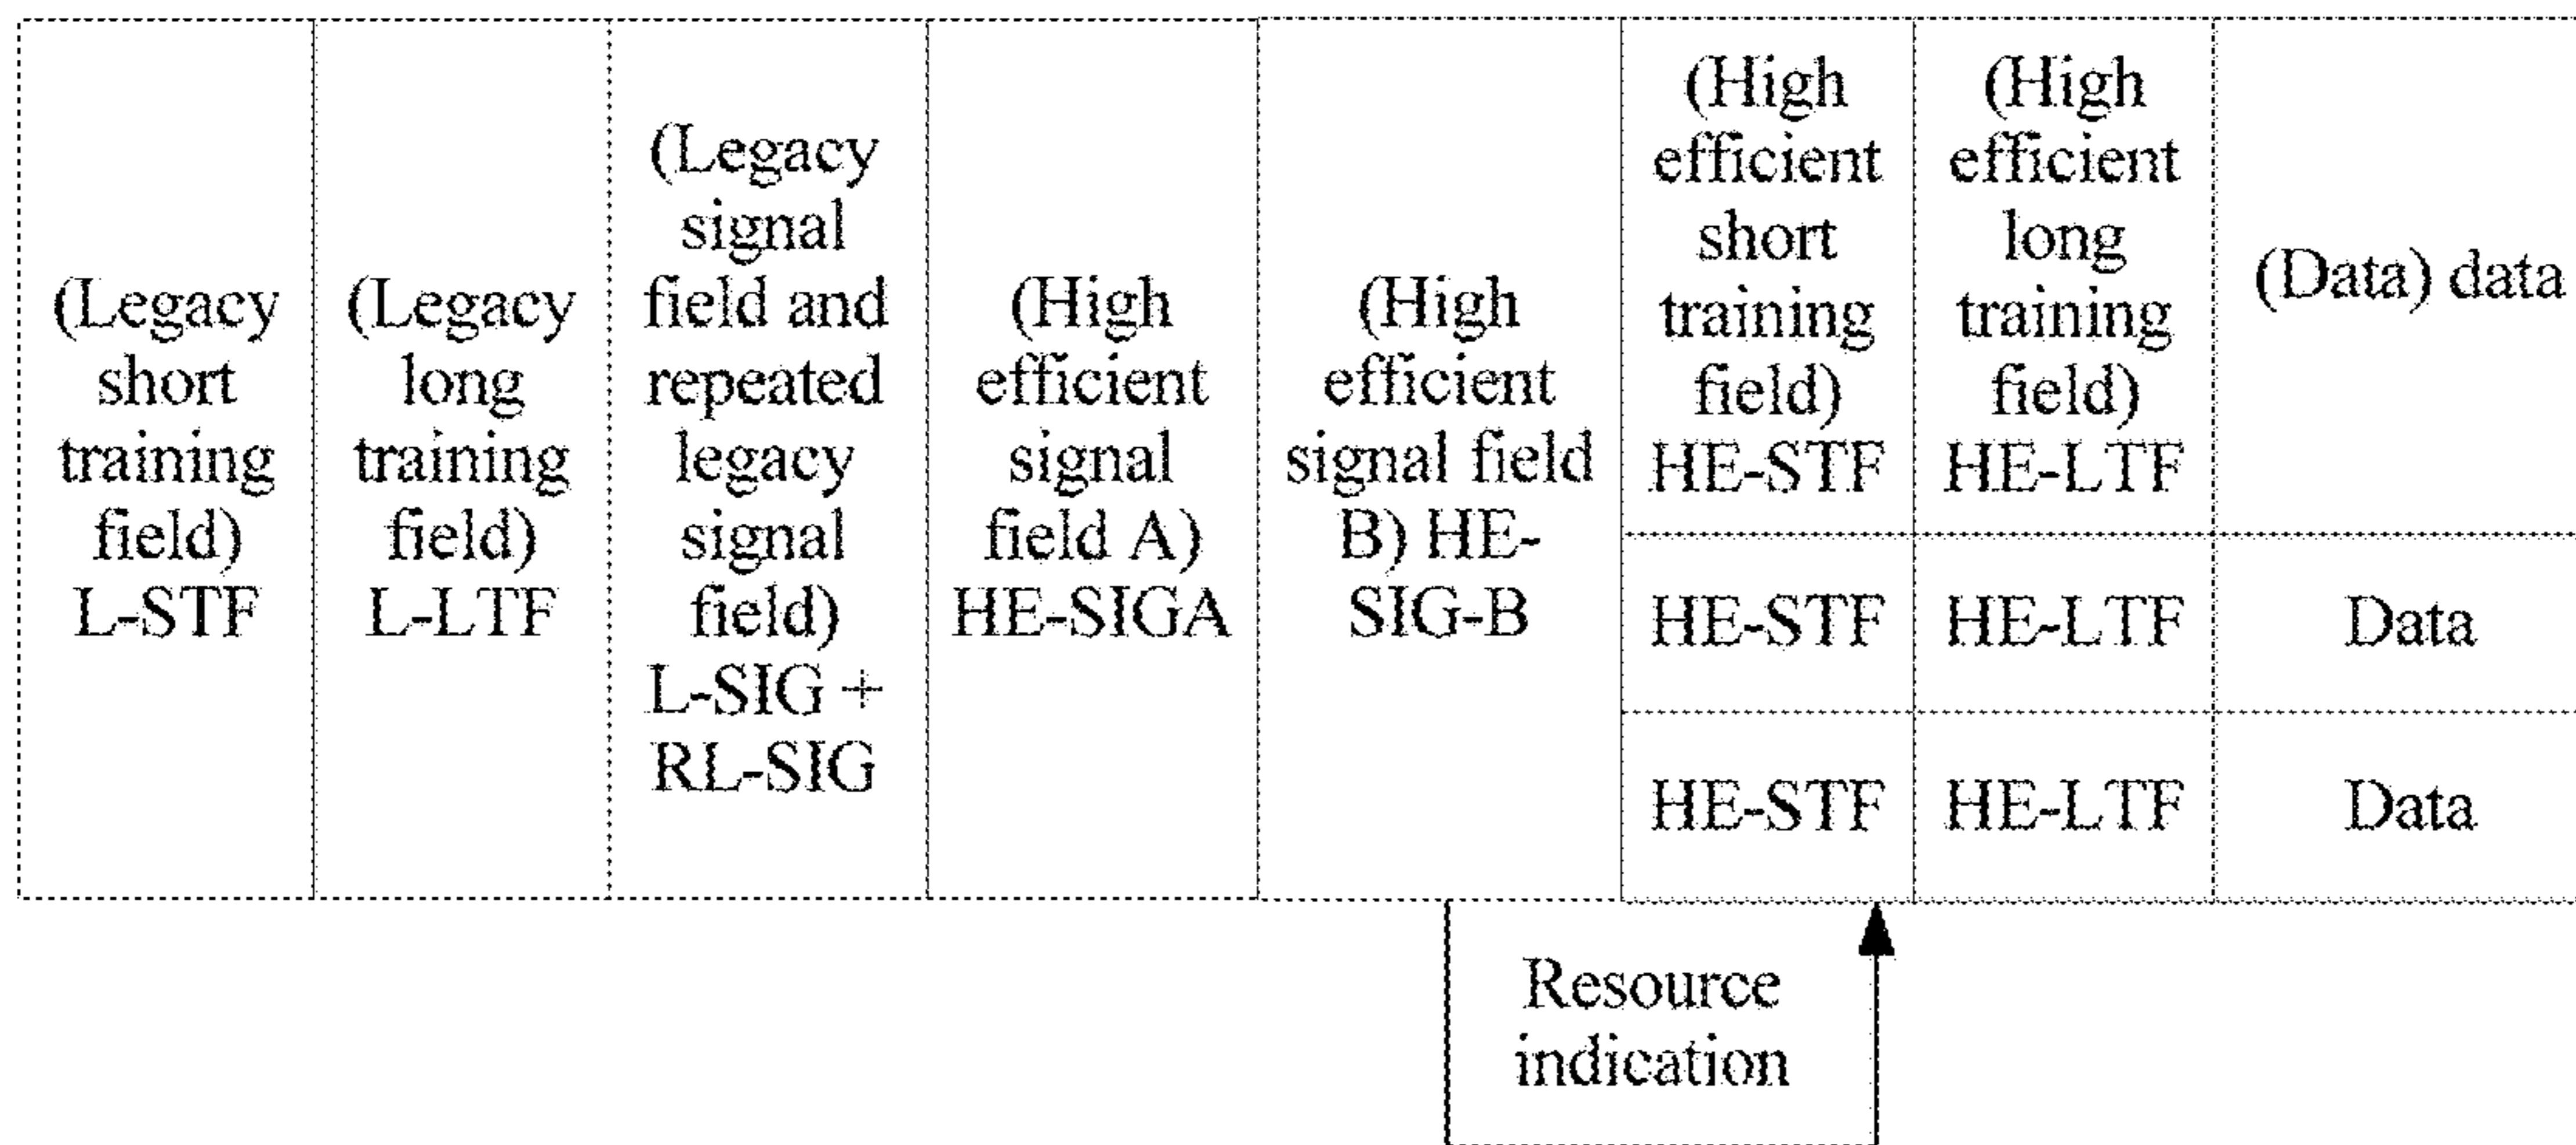 (Legacy
short
training
field)
L-STF
(Legacy
long
training
field)
L-LTF
(Legacy
signal
field and
repeated
legacy
signal
field)
L-SIG +
RL-SIG
(High
efficient
signal
field A)
HE-SIGA
(High
efficient
signal field
B) HE-
SIG-B
(High
efficient
short
training
field)
HE-STF
(High
efficient
long
training
field)
HE-LTF
(Data) data
HE-STF
HE-LTF
Data
HE-STF
HE-LTF
Data
Resource
indication